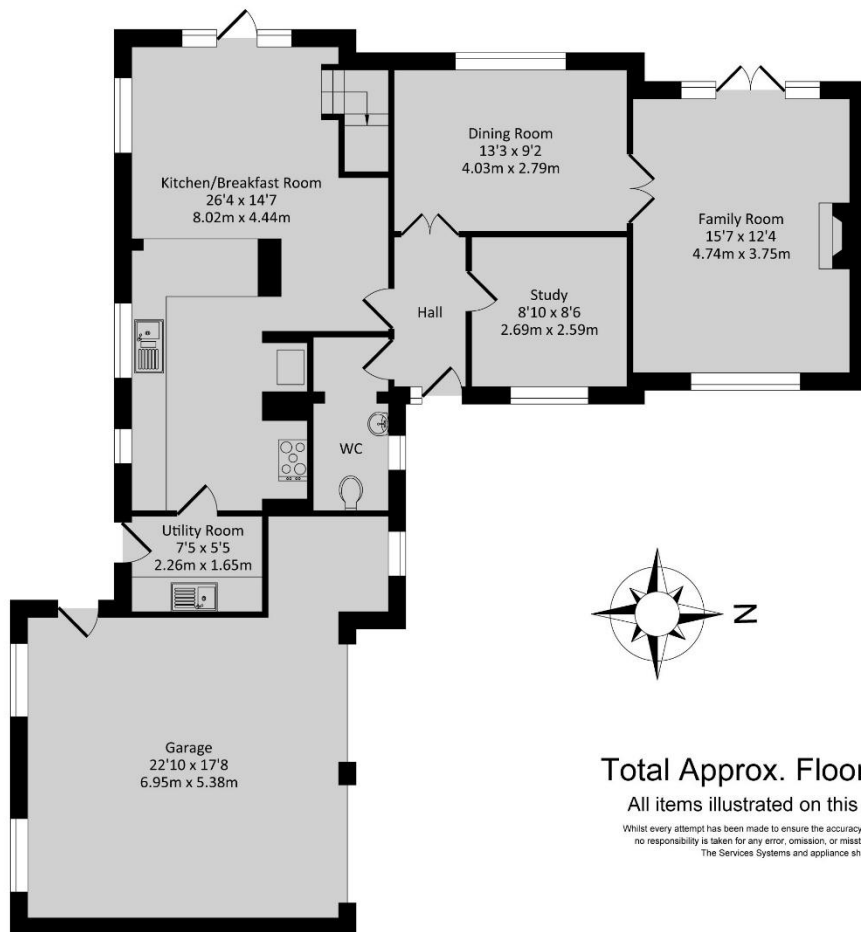 Kitchen/Breakfast Room
26'4 x 14'7
8.02m x 4.44m
Dining Room
13'3 x 9'2
4.03m x 2.79m
Family Room
15'7 x 12'4
4.74m x 3.75m
Hall
Study
8'10 x 8'6
2.69m x 2.59m
WC
Utility Room
7'5 x 5'5
2.26m x 1.65m
Garage
22'10 x 17'8
6.95m x 5.38m
N
Total Approx. Floor
All items illustrated on this
Whilst every attempt has been made to ensure the accuracy
no responsibility is taken for any error, omission, or misst
The Services Systems and appliance sh